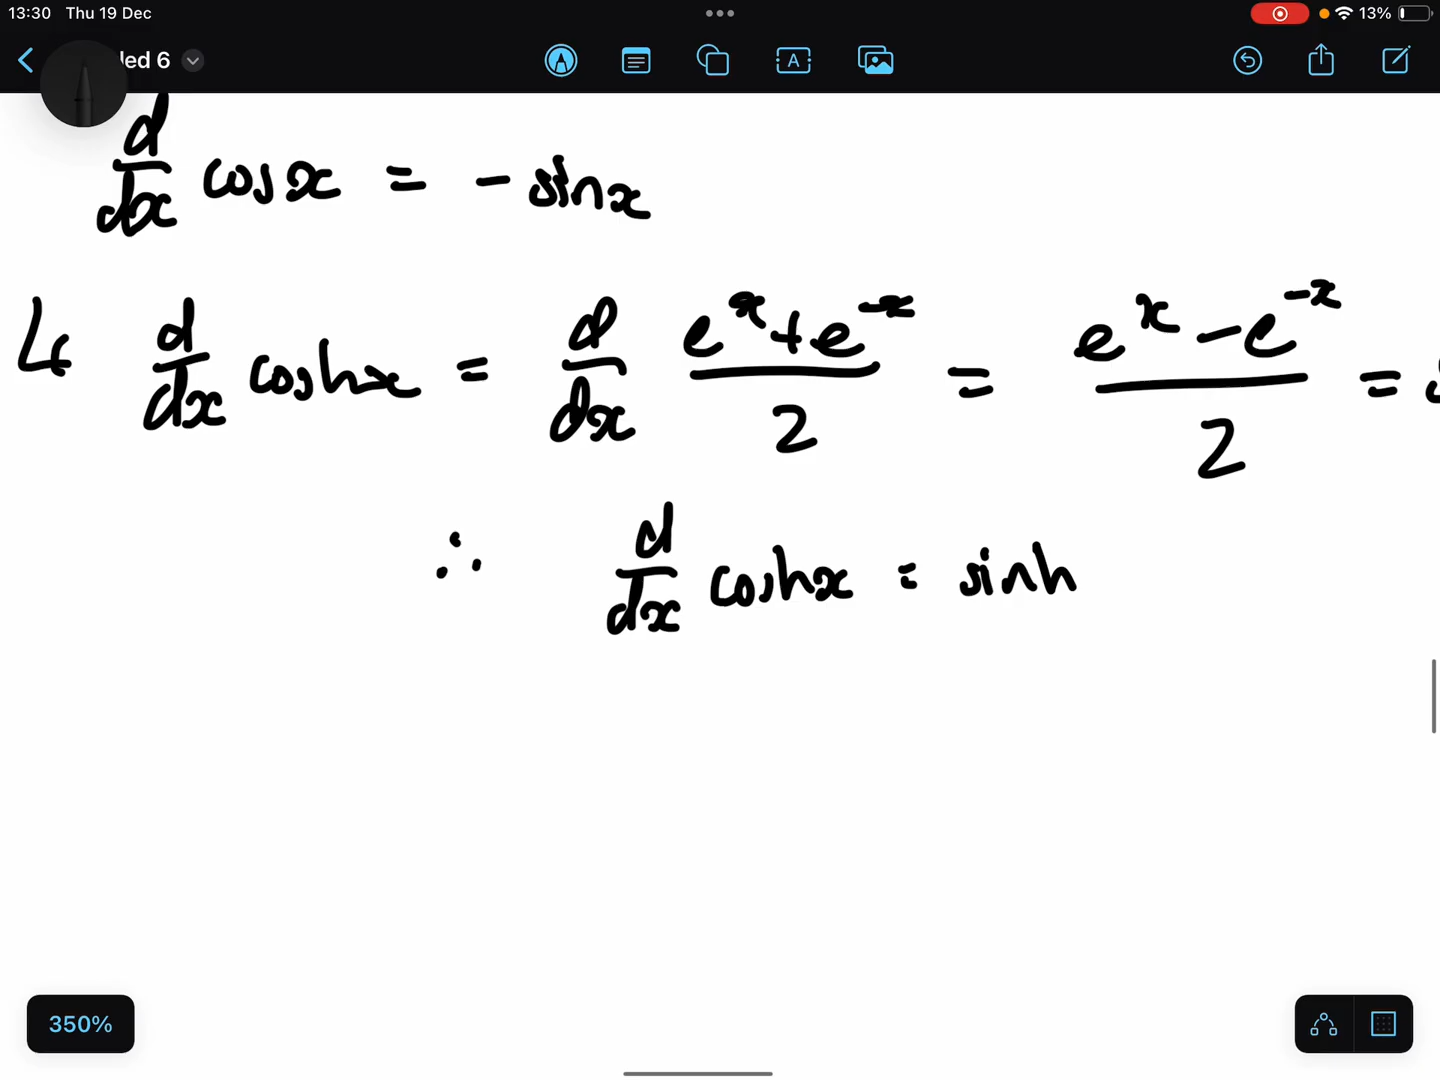 13:30 Thu 19 Dec 13%
led 6
d/dx cosx = - sinx
4 d/dx coshx = d/dx (e^x + e^-x)/2 = (e^x - e^-x)/2 =
∴ d/dx coshx = sinh
350%